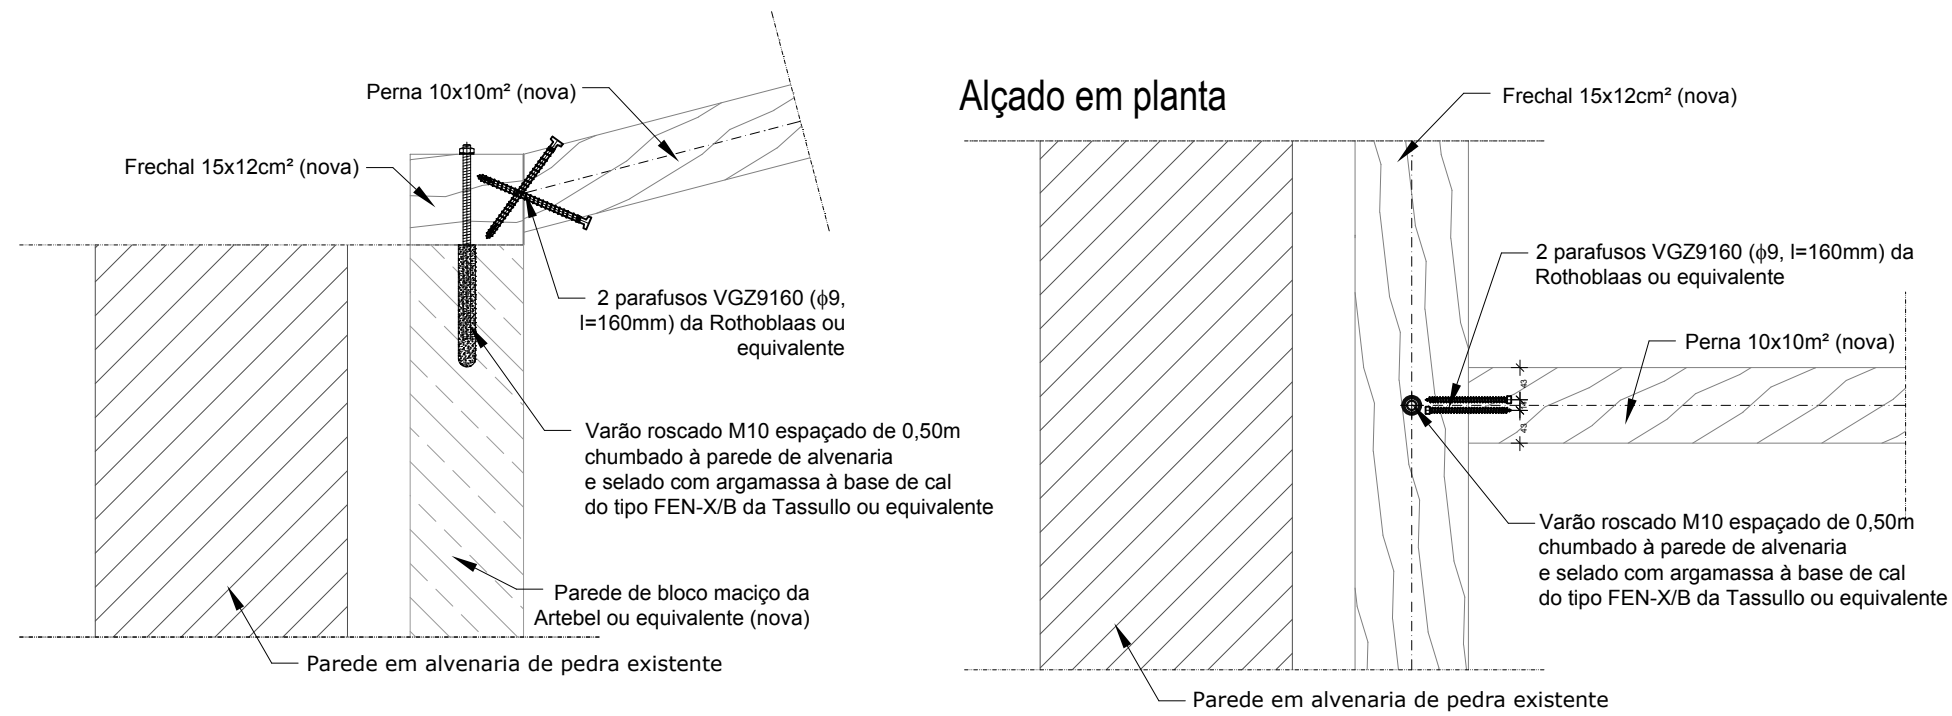 Perna 10x10m² (nova)
Frechal 15x12cm² (nova)
2 parafusos VGZ9160 (ϕ9,
l=160mm) da Rothoblaas ou
equivalente
Varão roscado M10 espaçado de 0,50m
chumbado à parede de alvenaria
e selado com argamassa à base de cal
do tipo FEN-X/B da Tassullo ou equivalente
Parede de bloco maciço da
Artebel ou equivalente (nova)
Parede em alvenaria de pedra existente
Alçado em planta
Frechal 15x12cm² (nova)
2 parafusos VGZ9160 (ϕ9, l=160mm) da
Rothoblaas ou equivalente
Perna 10x10m² (nova)
43
43
Varão roscado M10 espaçado de 0,50m
chumbado à parede de alvenaria
e selado com argamassa à base de cal
do tipo FEN-X/B da Tassullo ou equivalente
Parede em alvenaria de pedra existente